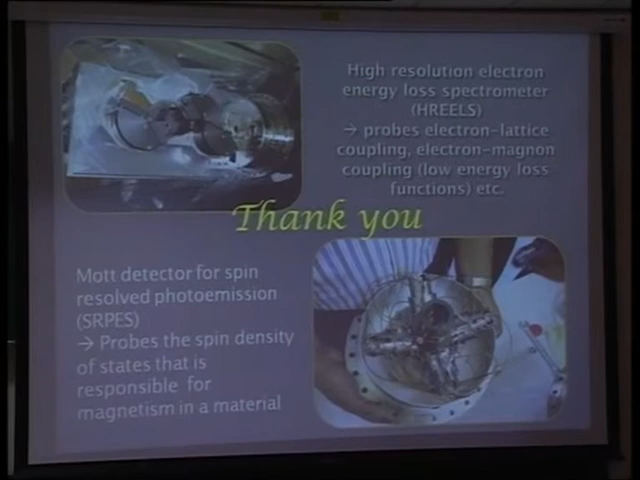 High resolution electron
energy loss spectrometer
(HREELS)
→ probes electron-lattice
coupling, electron-magnon
coupling (low energy loss
functions) etc.
Thank you
Mott detector for spin
resolved photoemission
(SRPES)
→ Probes the spin density
of states that is
responsible for
magnetism in a material